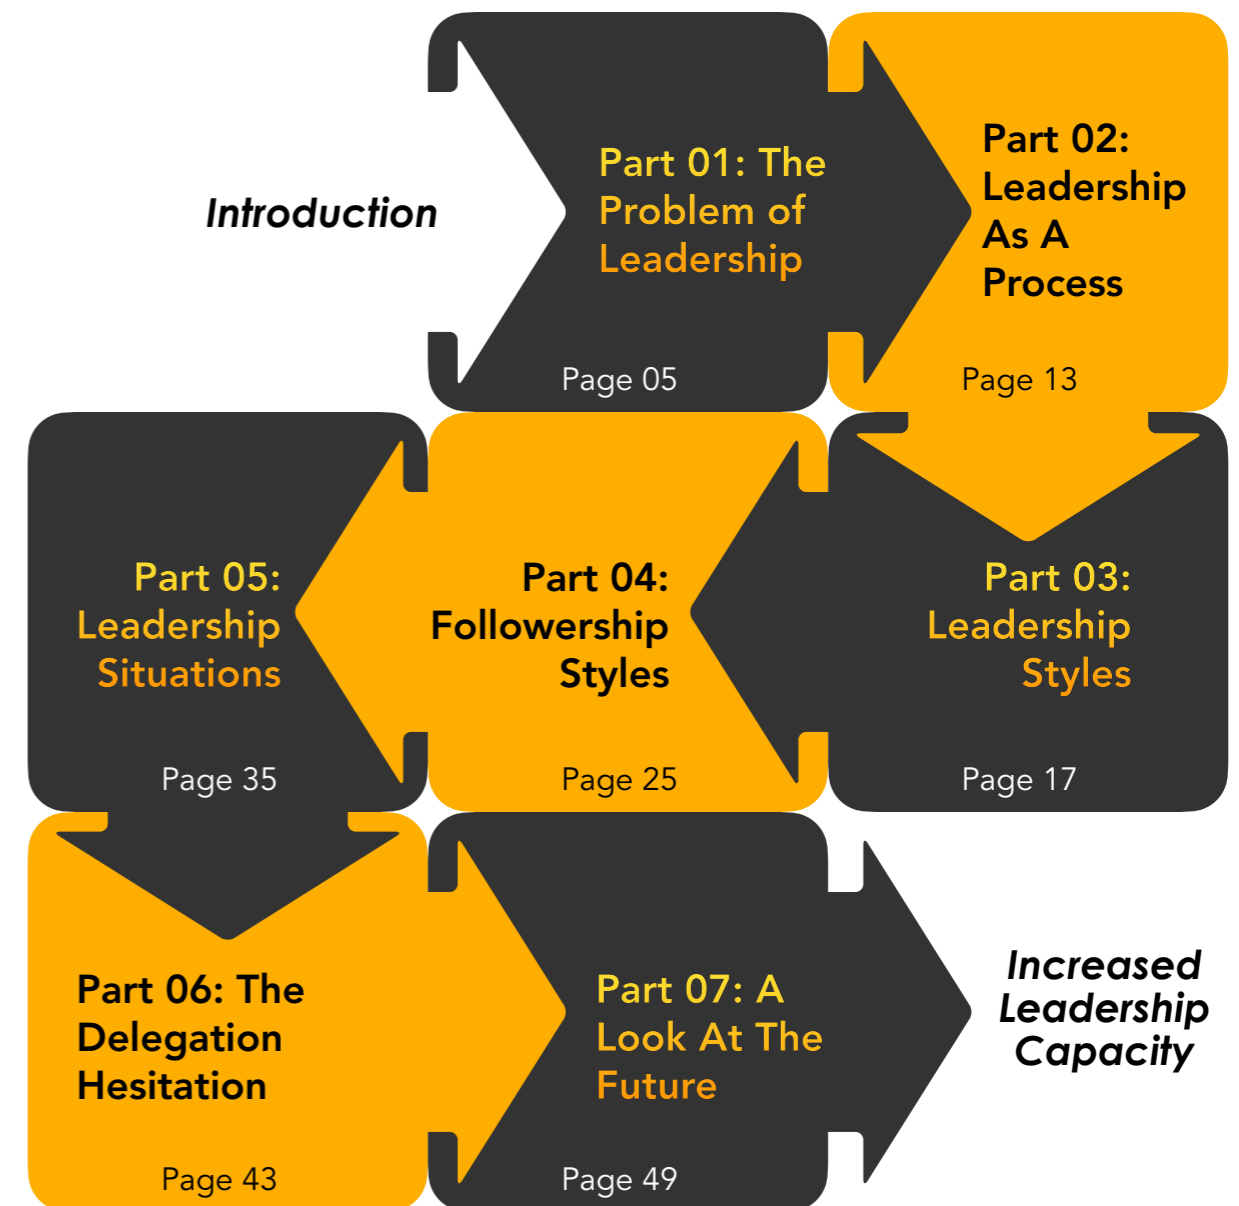 Introduction
Part 01: The
Problem of
Leadership
Page 05
Part 02:
Leadership
As A
Process
Page 13
Part 03:
Leadership
Styles
Page 17
Part 04:
Followership
Styles
Page 25
Part 05:
Leadership
Situations
Page 35
Part 06: The
Delegation
Hesitation
Page 43
Part 07: A
Look At The
Future
Page 49
Increased
Leadership
Capacity